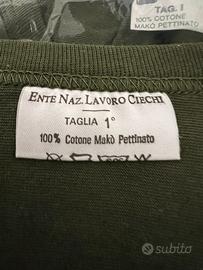 TAG. I
100% COTONE
MAKÒ PETTINATO
ENTE NAZ. LAVORO CIECHI
TAGLIA 1°
100% Cotone Makò Pettinato
subito